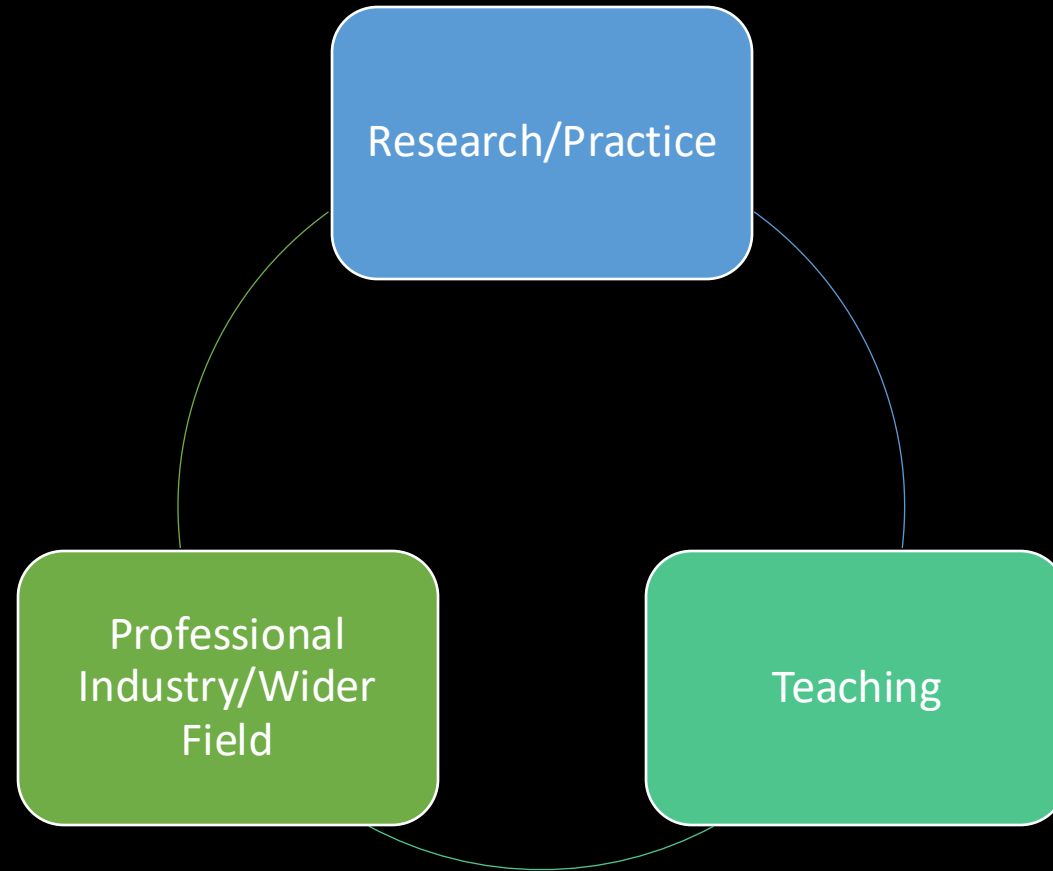 Research/Practice
Professional
Industry/Wider
Field
Teaching